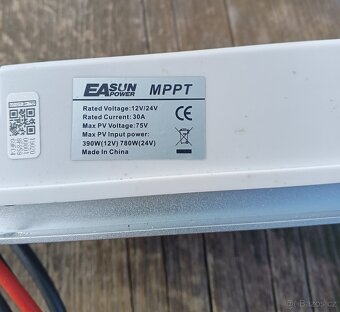 EASUN POWER MPPT
Rated Voltage:12V/24V
Rated Current:30A
Max PV Voltage:75V
Max PV Input power:
390W(12V) 780W(24V)
Made In China
CE